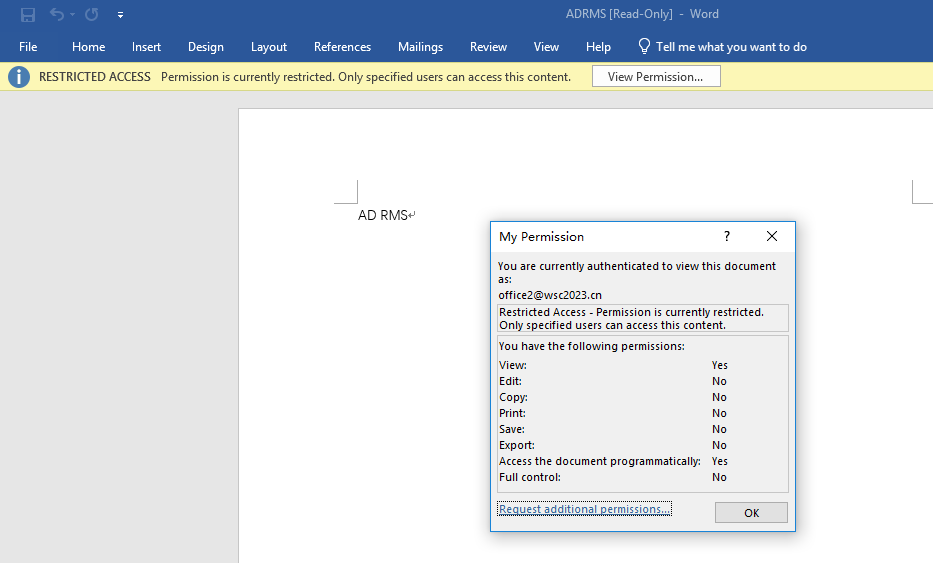 ADRMS [Read-Only] - Word
File Home Insert Design Layout References Mailings Review View Help Tell me what you want to do
RESTRICTED ACCESS Permission is currently restricted. Only specified users can access this content. View Permission...
AD RMS
My Permission
You are currently authenticated to view this document
as:
office2@wsc2023.cn
Restricted Access - Permission is currently restricted.
Only specified users can access this content.
You have the following permissions:
View: Yes
Edit: No
Copy: No
Print: No
Save: No
Export: No
Access the document programmatically: Yes
Full control: No
Request additional permissions...
OK